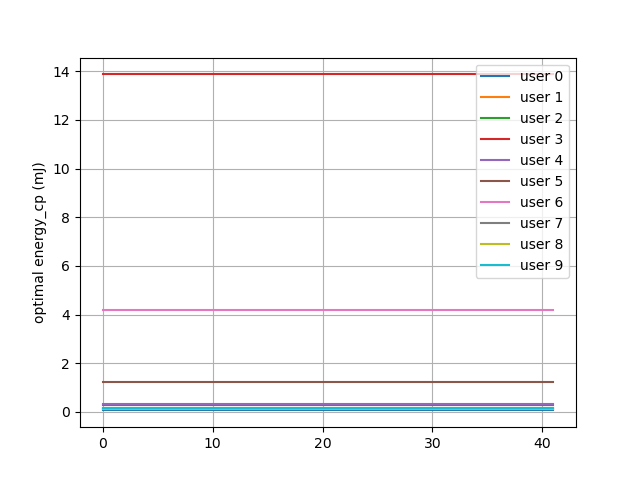 14
12
10
8
6
4
2
0
optimal energy_cp (mJ)
0
10
20
30
40
user 0
user 1
user 2
user 3
user 4
user 5
user 6
user 7
user 8
user 9